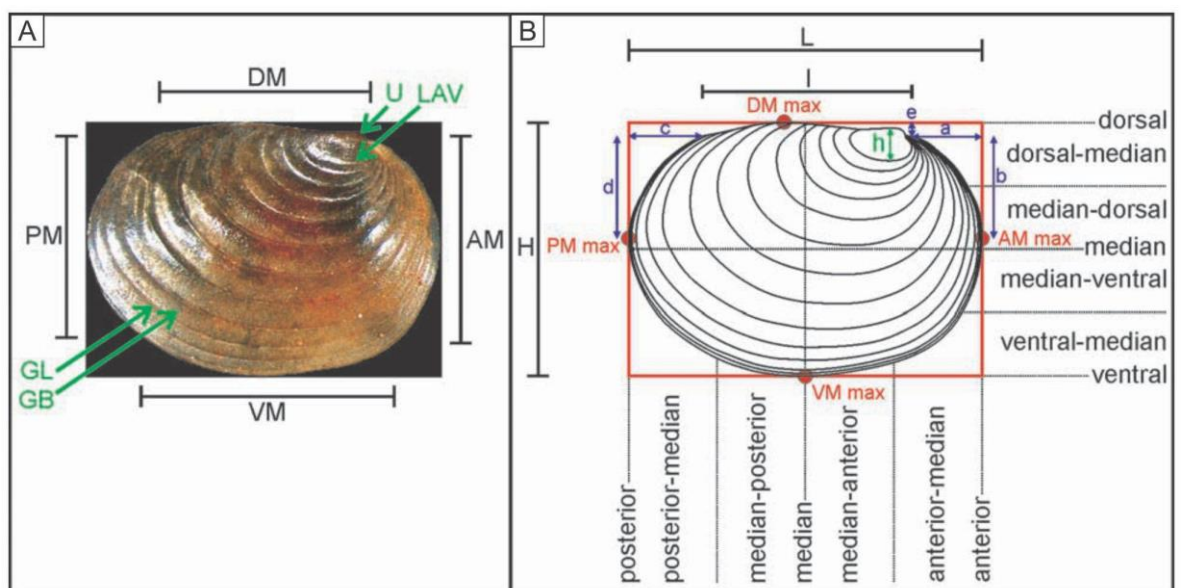 A
DM
U LAV
PM
AM
GL
GB
VM
B
L
l
DM max
e
c
a
h
d
b
H
PM max
AM max
VM max
dorsal
dorsal-median
median-dorsal
median
median-ventral
ventral-median
ventral
posterior
posterior-median
median-posterior
median
median-anterior
anterior-median
anterior